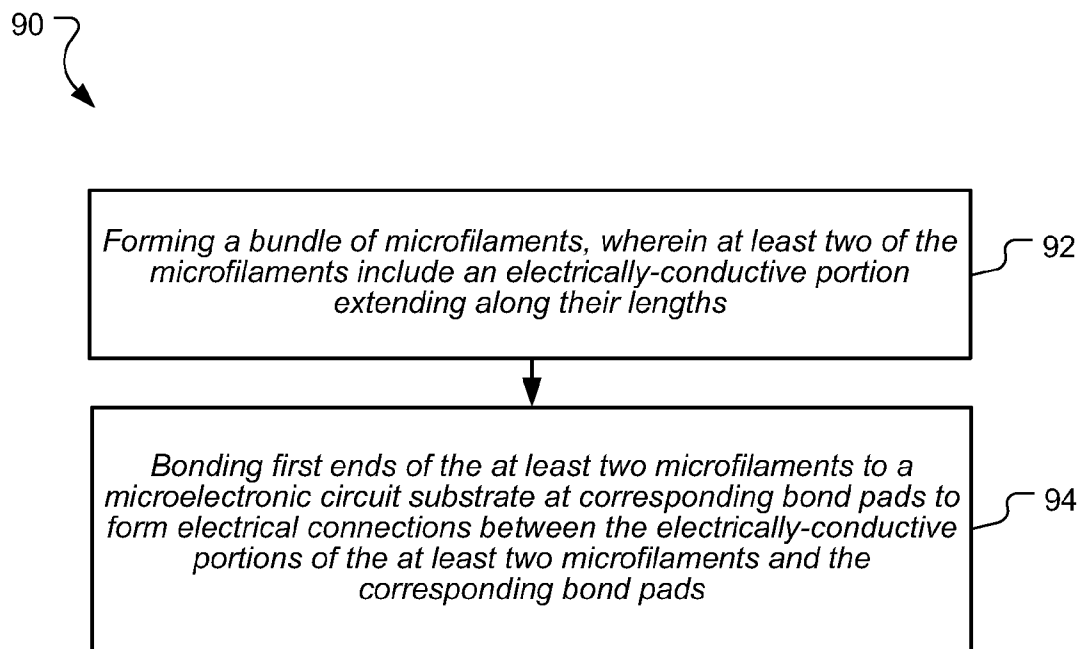 90
Forming a bundle of microfilaments, wherein at least two of the
microfilaments include an electrically-conductive portion
extending along their lengths
92
Bonding first ends of the at least two microfilaments to a
microelectronic circuit substrate at corresponding bond pads to
form electrical connections between the electrically-conductive
portions of the at least two microfilaments and the
corresponding bond pads
94